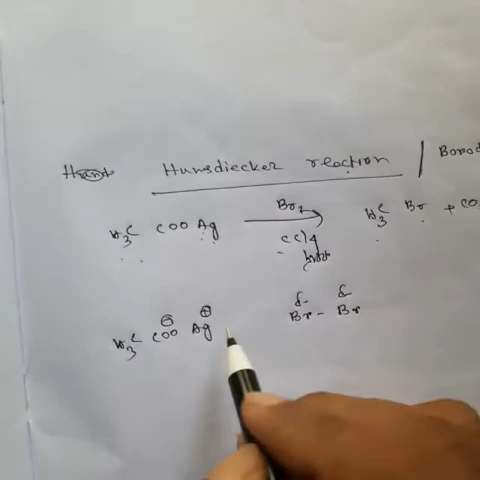 Hunsdiecker reaction | Borod
H₃C COO Ag Br₂ CCl₄ H₃C Br + CO
H₃C COO⊖ Ag⊕ δ- Br - Br δ